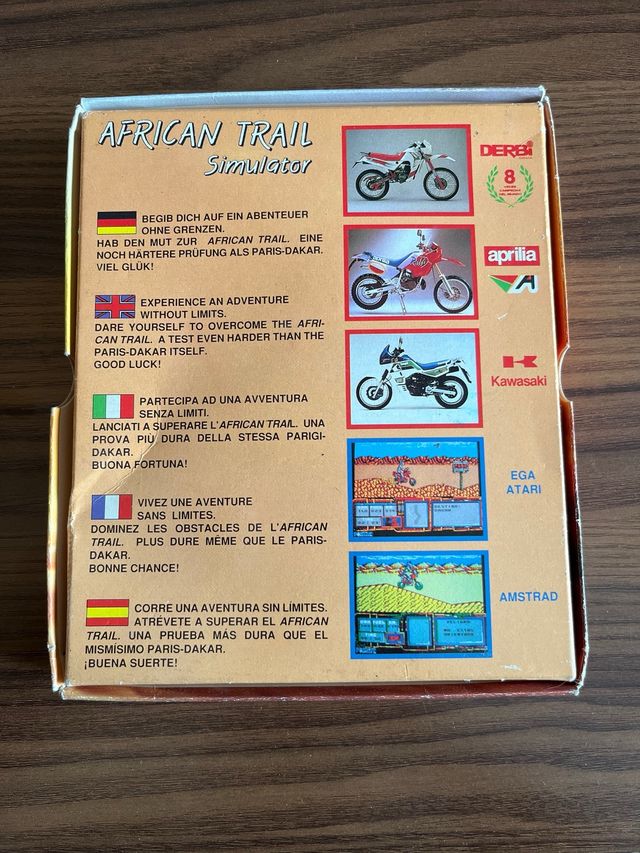 AFRICAN TRAIL
Simulator
BEGIB DICH AUF EIN ABENTEUER
OHNE GRENZEN.
HAB DEN MUT ZUR AFRICAN TRAIL. EINE
NOCH HÄRTERE PRÜFUNG ALS PARIS-DAKAR.
VIEL GLÜK!
EXPERIENCE AN ADVENTURE
WITHOUT LIMITS.
DARE YOURSELF TO OVERCOME THE AFRI-
CAN TRAIL. A TEST EVEN HARDER THAN THE
PARIS-DAKAR ITSELF.
GOOD LUCK!
PARTECIPA AD UNA AVVENTURA
SENZA LIMITI.
LANCIATI A SUPERARE L'AFRICAN TRAIL. UNA
PROVA PIÙ DURA DELLA STESSA PARIGI-
DAKAR.
BUONA FORTUNA!
VIVEZ UNE AVENTURE
SANS LIMITES.
DOMINEZ LES OBSTACLES DE L'AFRICAN
TRAIL. PLUS DURE MÊME QUE LE PARIS-
DAKAR.
BONNE CHANCE!
CORRE UNA AVENTURA SIN LÍMITES.
ATRÉVETE A SUPERAR EL AFRICAN
TRAIL. UNA PRUEBA MÁS DURA QUE EL
MISMÍSIMO PARIS-DAKAR.
¡BUENA SUERTE!
DERBi
8
aprilia
Kawasaki
EGA
ATARI
AMSTRAD